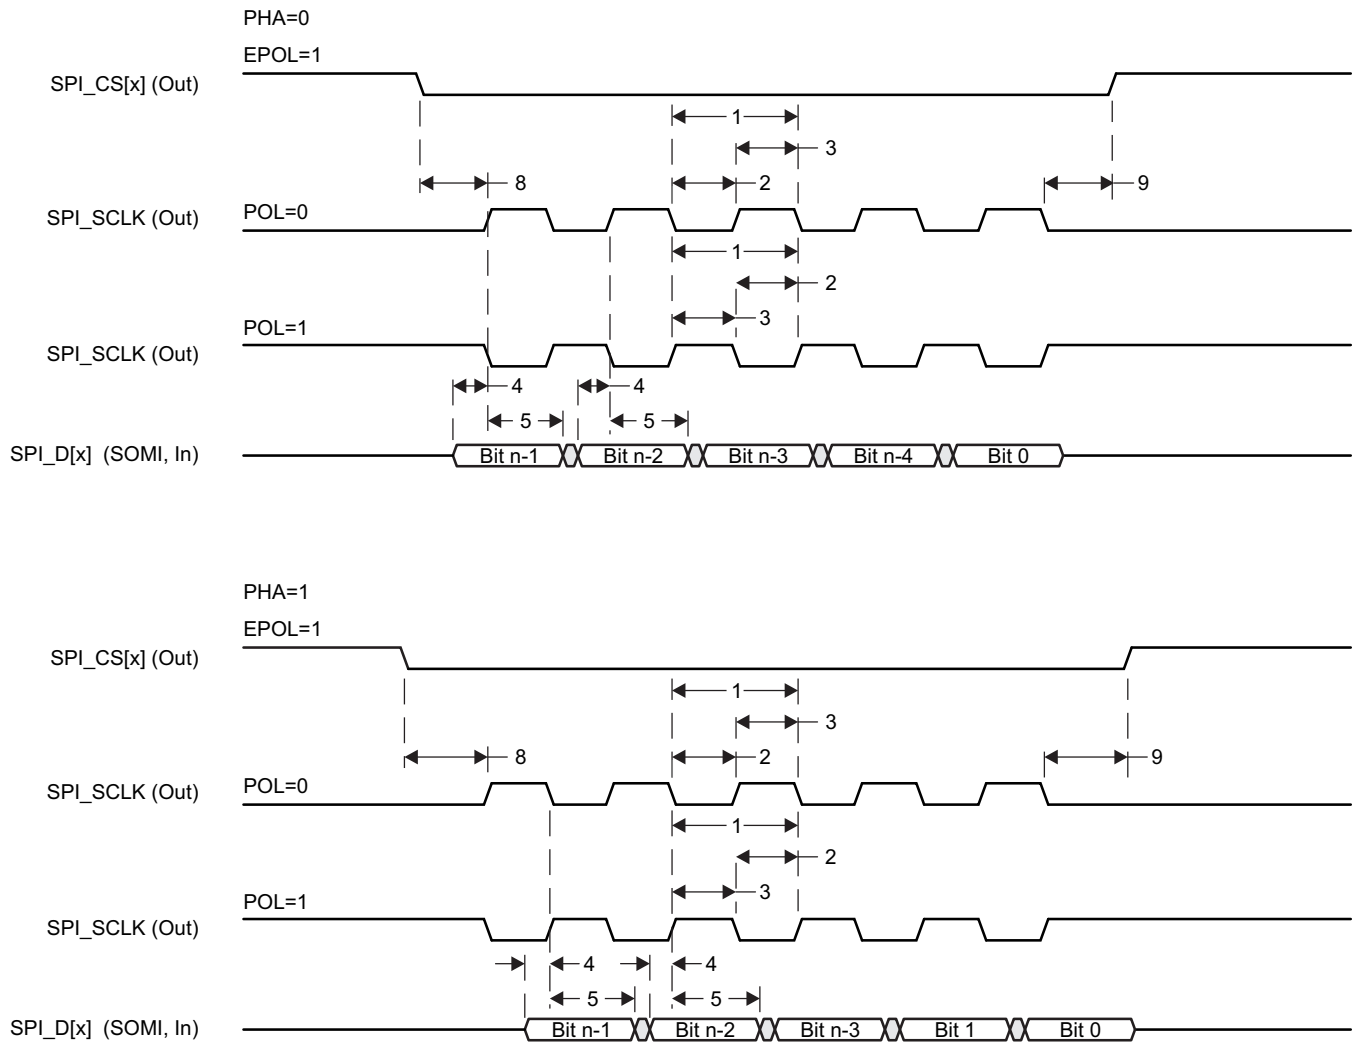 PHA=0
EPOL=1
SPI_CS[x] (Out)
1
3
8
2
9
SPI_SCLK (Out)
POL=0
1
2
3
POL=1
SPI_SCLK (Out)
4
4
5
5
SPI_D[x] (SOMI, In)
Bit n-1
Bit n-2
Bit n-3
Bit n-4
Bit 0
PHA=1
EPOL=1
SPI_CS[x] (Out)
1
3
8
2
9
SPI_SCLK (Out)
POL=0
1
2
3
POL=1
SPI_SCLK (Out)
4
4
5
5
SPI_D[x] (SOMI, In)
Bit n-1
Bit n-2
Bit n-3
Bit 1
Bit 0